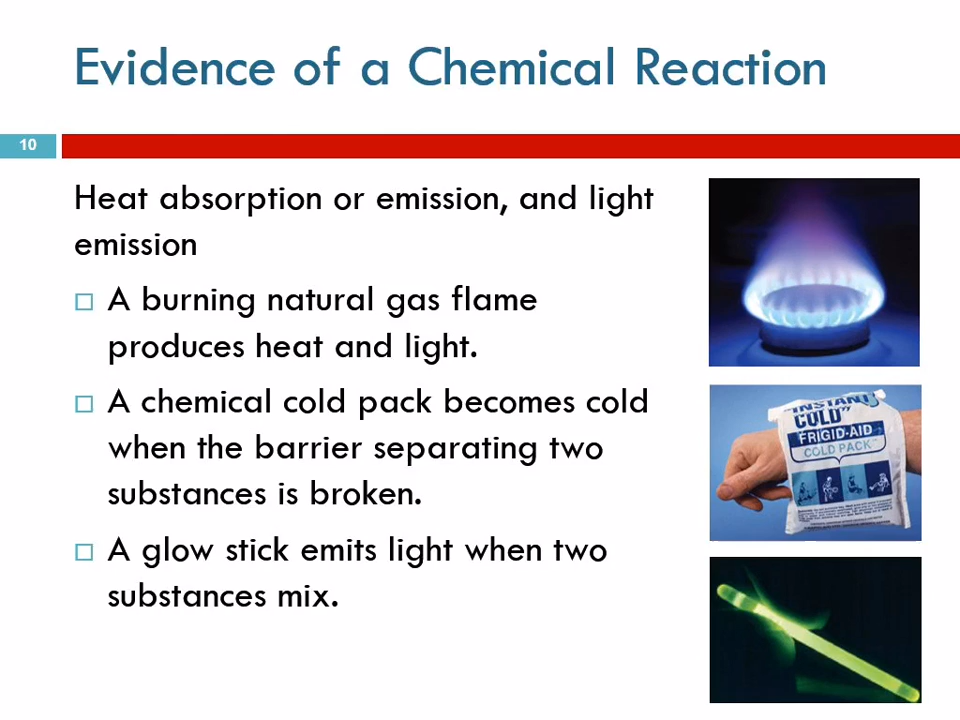 Evidence of a Chemical Reaction
10
Heat absorption or emission, and light
emission
A burning natural gas flame
produces heat and light.
A chemical cold pack becomes cold
when the barrier separating two
substances is broken.
A glow stick emits light when two
substances mix.
COLD"
FRIGID-AID
COLD PACK